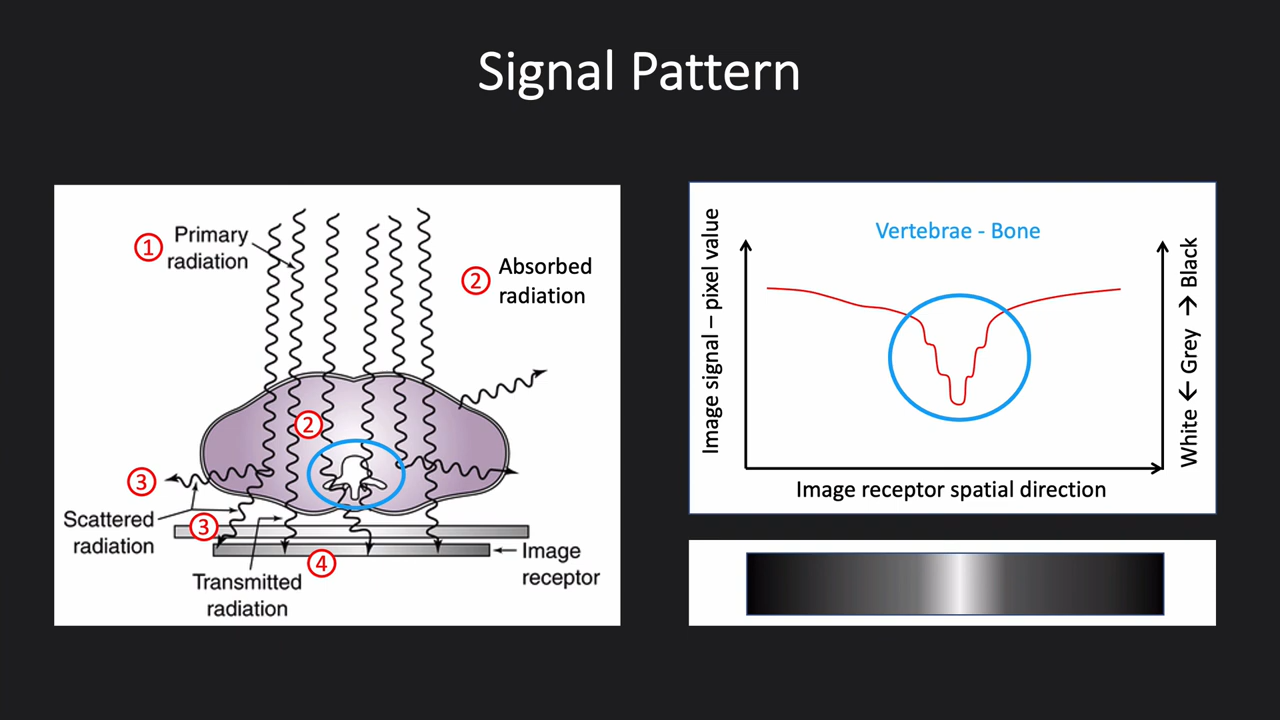 Signal Pattern
① Primary
radiation
② Absorbed
radiation
②
③
Scattered
radiation
③
④
Transmitted
radiation
Image
receptor
Vertebrae - Bone
Image signal – pixel value
White ← Grey → Black
Image receptor spatial direction